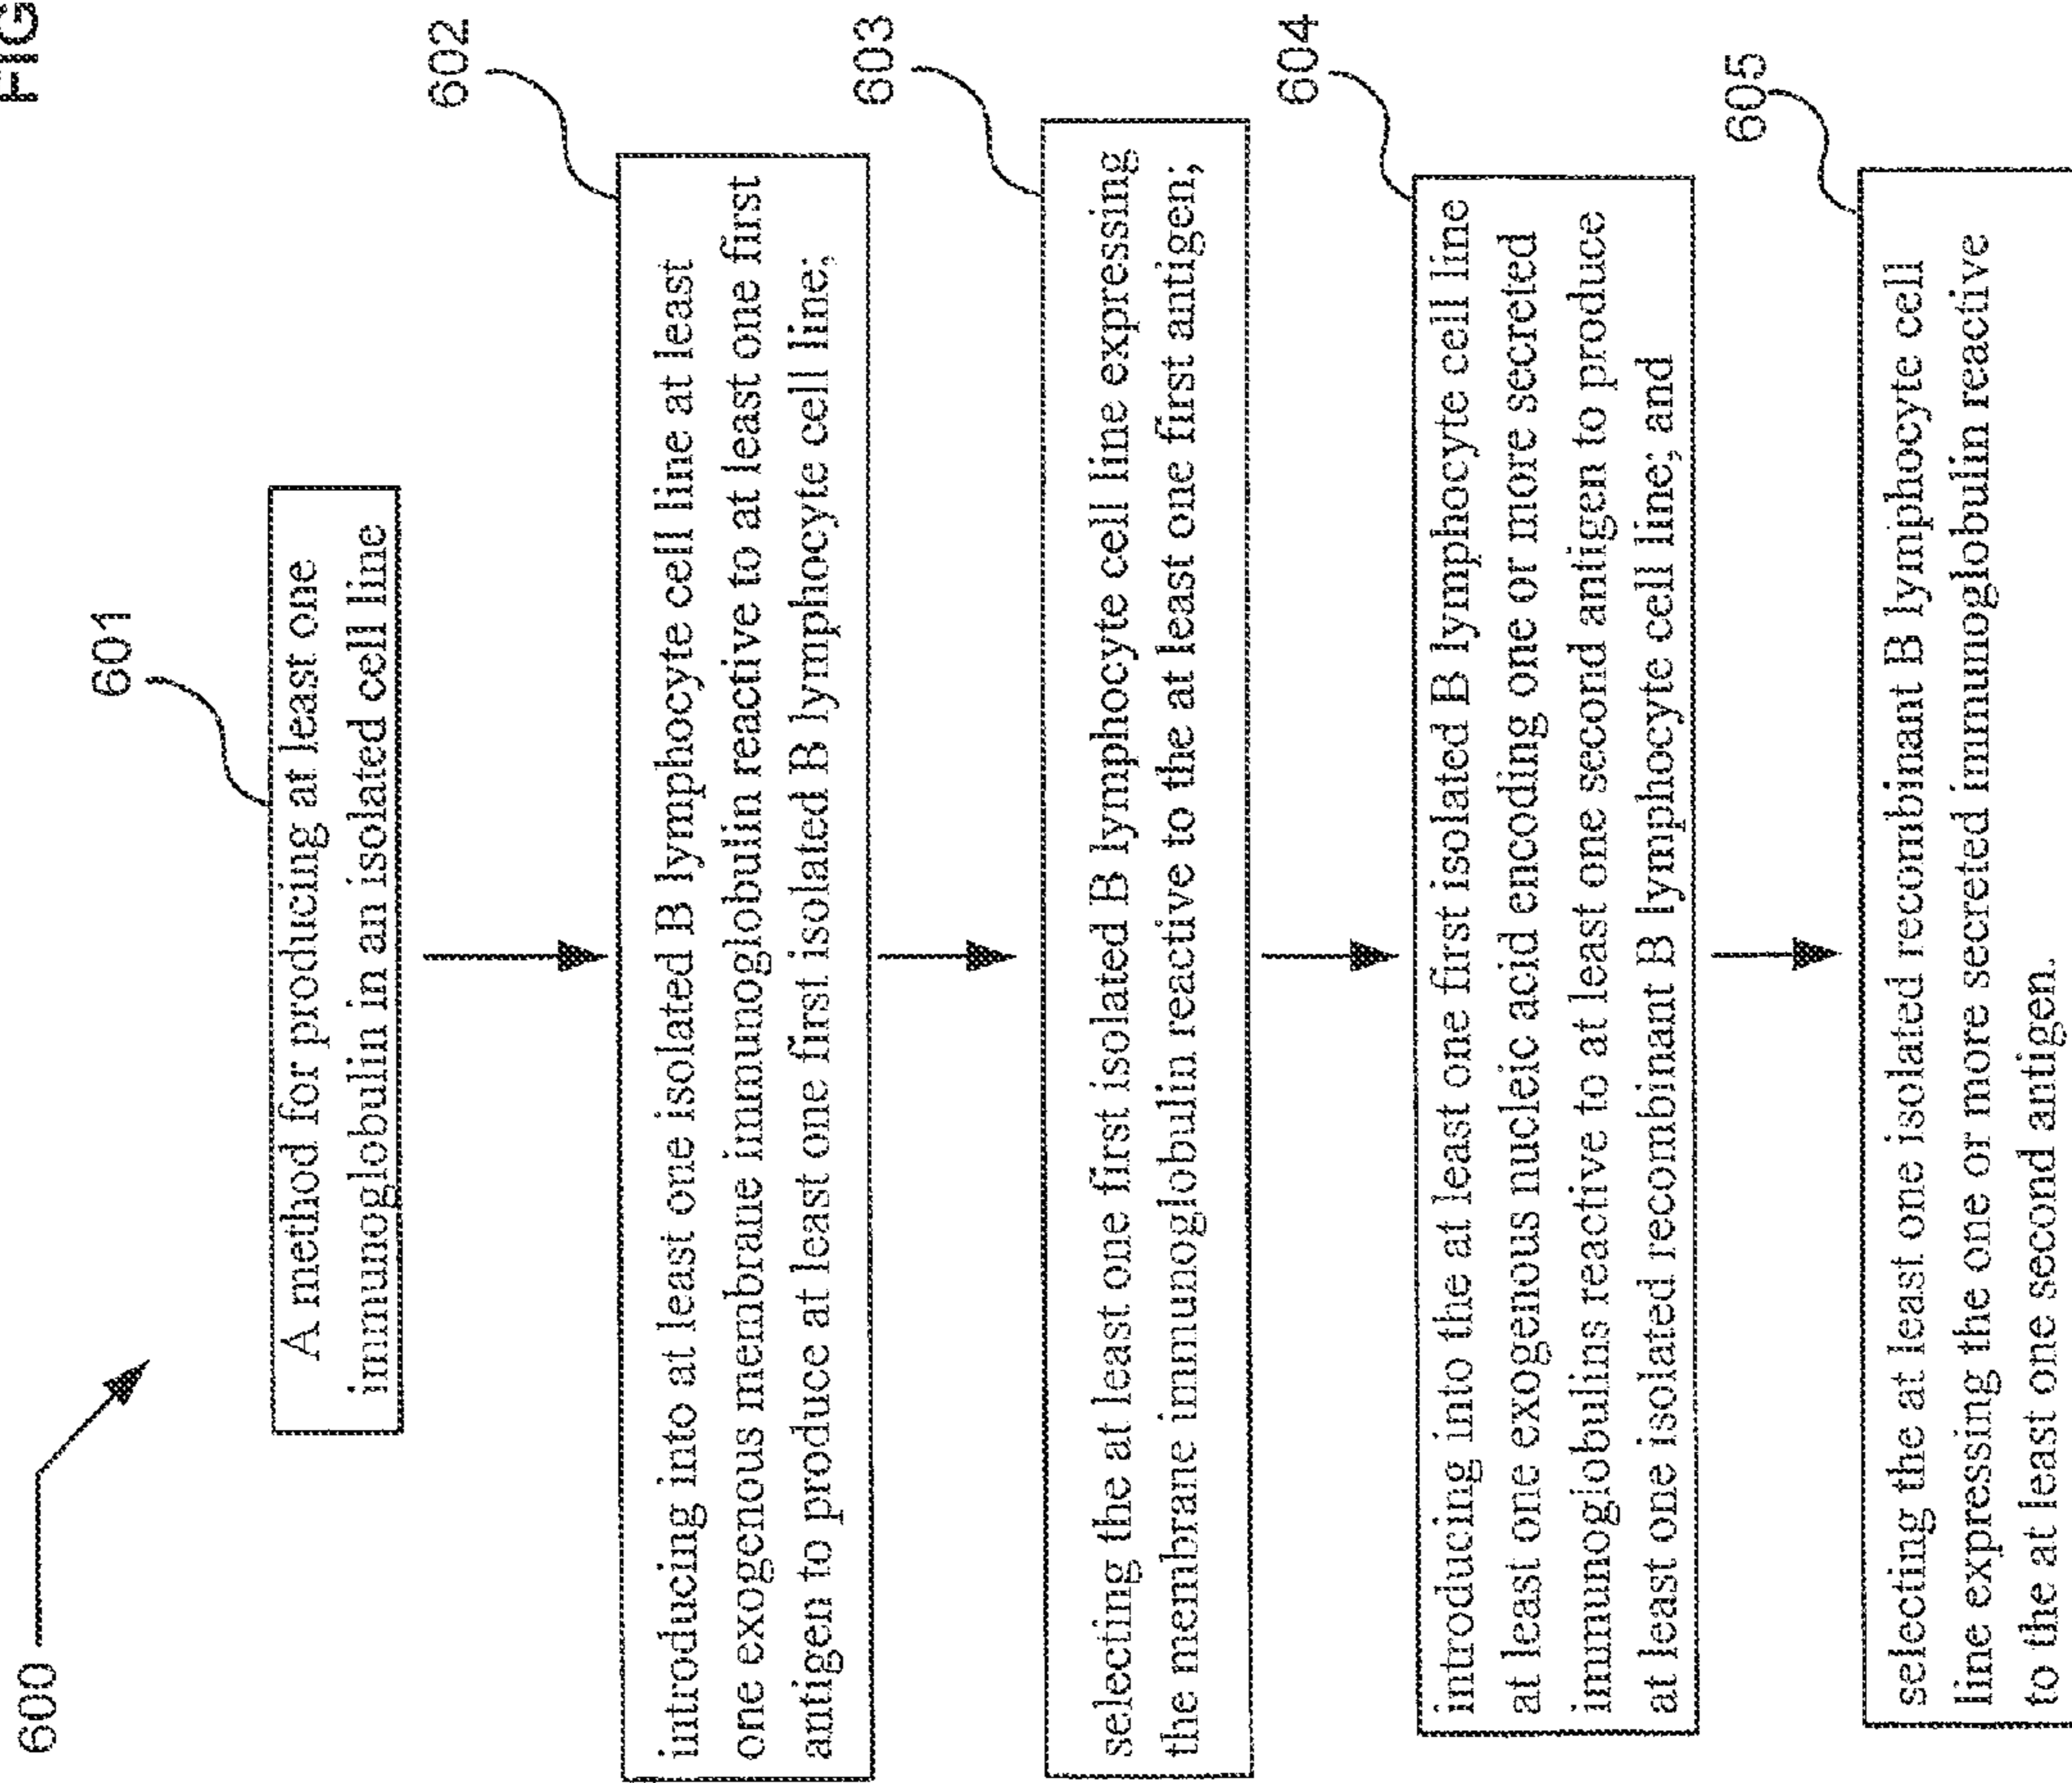 FIG
600
601
A method for producing at least one
immunoglobulin in an isolated cell line
602
introducing into at least one isolated B lymphocyte cell line at least
one exogenous membrane immunoglobulin reactive to at least one first
antigen to produce at least one first isolated B lymphocyte cell line;
603
selecting the at least one first isolated B lymphocyte cell line expressing
the membrane immunoglobulin reactive to the at least one first antigen;
604
introducing into the at least one first isolated B lymphocyte cell line
at least one exogenous nucleic acid encoding one or more secreted
immunoglobulins reactive to at least one second antigen to produce
at least one isolated recombinant B lymphocyte cell line; and
605
selecting the at least one isolated recombinant B lymphocyte cell
line expressing the one or more secreted immunoglobulin reactive
to the at least one second antigen.